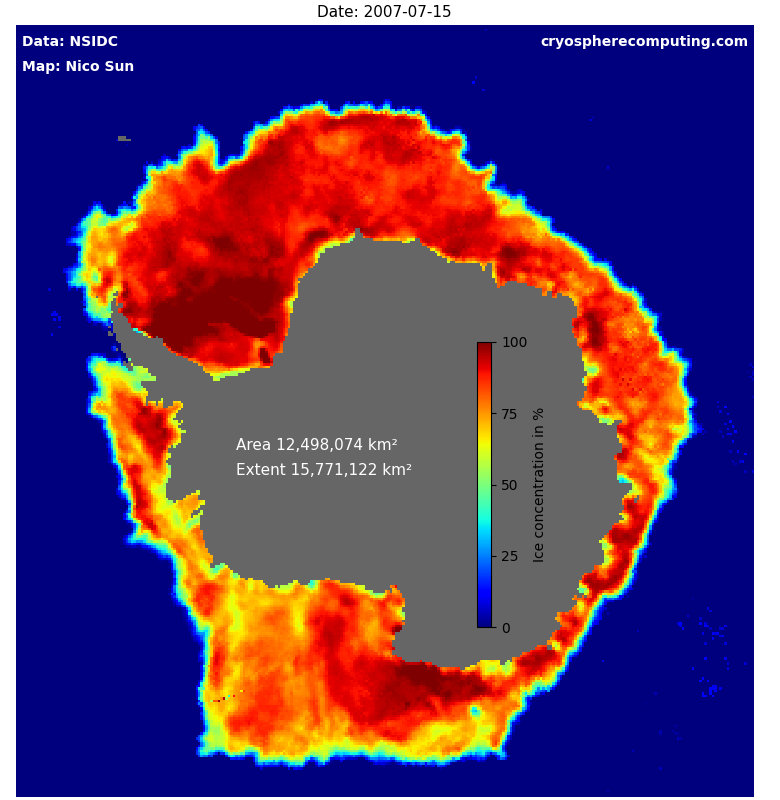 Date: 2007-07-15
Data: NSIDC
cryospherecomputing.com
Map: Nico Sun
100
75
50
25
0
Ice concentration in %
Area 12,498,074 km²
Extent 15,771,122 km²